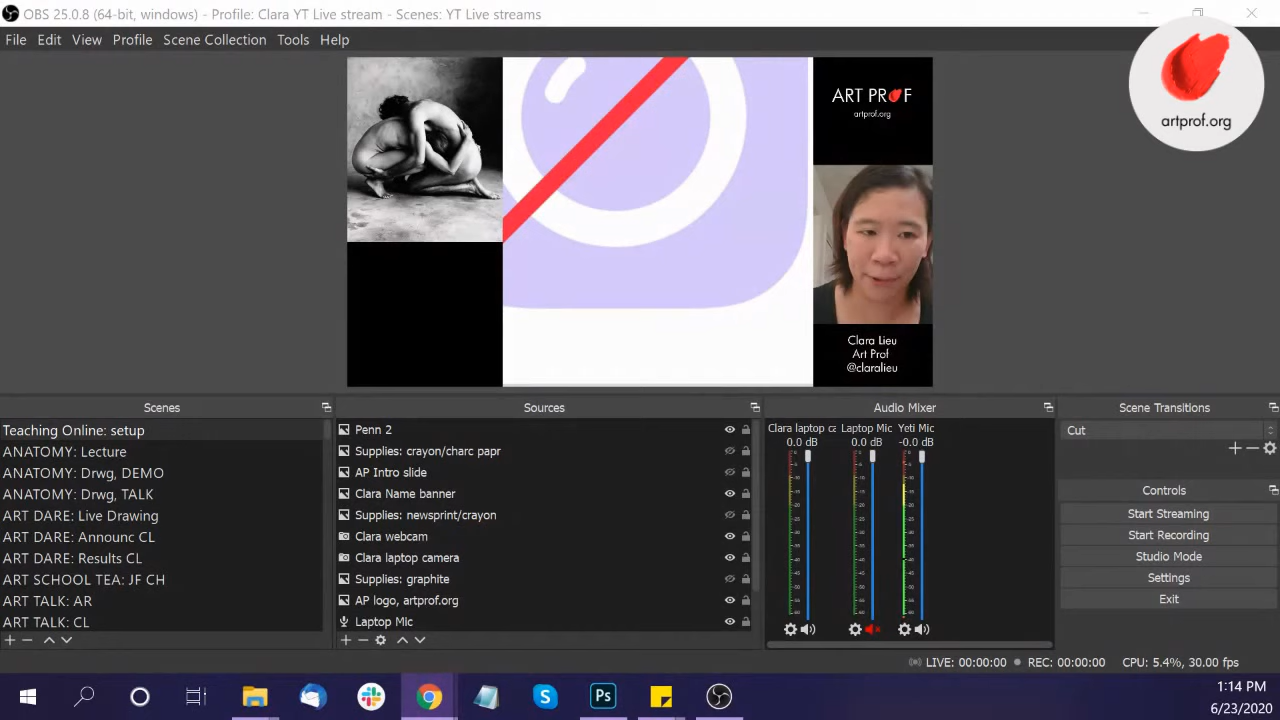 OBS 25.0.8 (64-bit, windows) - Profile: Clara YT Live stream - Scenes: YT Live streams
File Edit View Profile Scene Collection Tools Help
artprof.org
ART PROF
artprof.org
Clara Lieu
Art Prof
@claralieu
Scenes
Teaching Online: setup
ANATOMY: Lecture
ANATOMY: Drwg, DEMO
ANATOMY: Drwg, TALK
ART DARE: Live Drawing
ART DARE: Announc CL
ART DARE: Results CL
ART SCHOOL TEA: JF CH
ART TALK: AR
ART TALK: CL
Sources
Penn 2
Supplies: crayon/charc papr
AP Intro slide
Clara Name banner
Supplies: newsprint/crayon
Clara webcam
Clara laptop camera
Supplies: graphite
AP logo, artprof.org
Laptop Mic
Audio Mixer
Clara laptop ca Laptop Mic Yeti Mic
0.0 dB 0.0 dB -0.0 dB
Scene Transitions
Cut
Controls
Start Streaming
Start Recording
Studio Mode
Settings
Exit
LIVE: 00:00:00 REC: 00:00:00 CPU: 5.4%, 30.00 fps
Ps
1:14 PM
6/23/2020